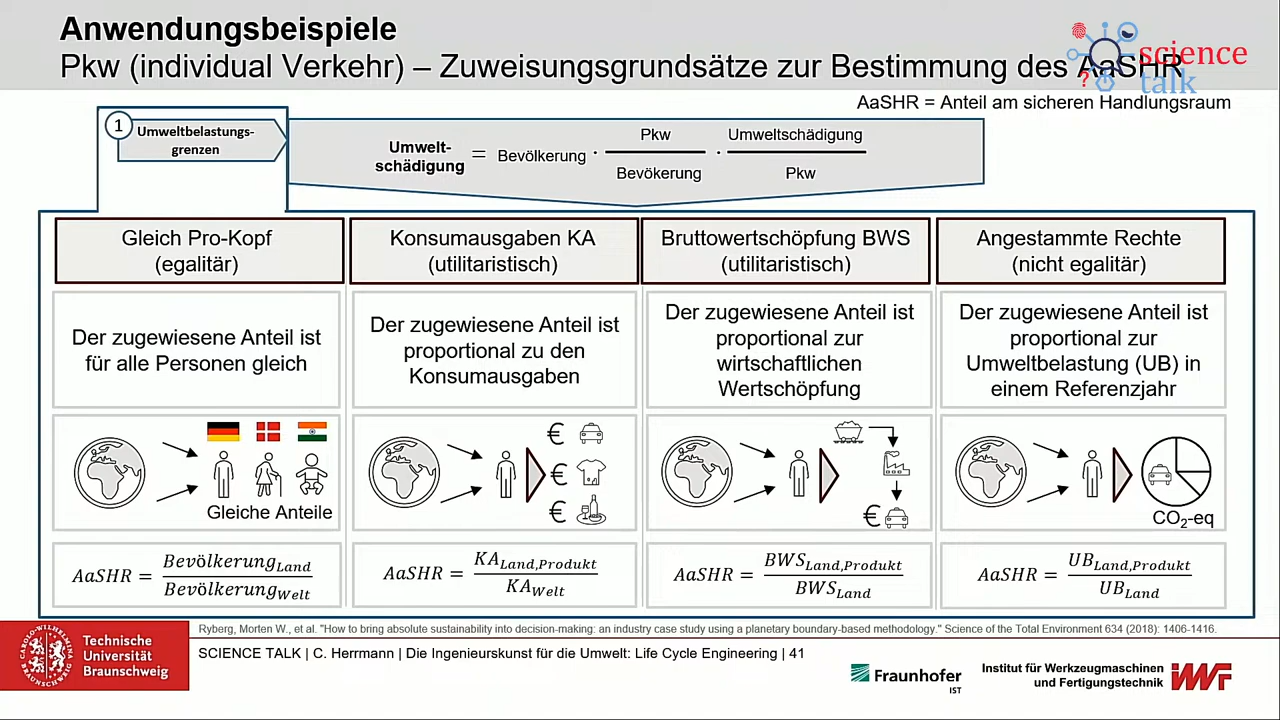 Anwendungsbeispiele
Pkw (individual Verkehr) – Zuweisungsgrundsätze zur Bestimmung des AaSHR
science
talk
?
AaSHR = Anteil am sicheren Handlungsraum
1
Umweltbelastungs-
grenzen
Umwelt-
schädigung = Bevölkerung · Pkw / Bevökerung · Umweltschädigung / Pkw
Gleich Pro-Kopf
(egalitär)
Konsumausgaben KA
(utilitaristisch)
Bruttowertschöpfung BWS
(utilitaristisch)
Angestammte Rechte
(nicht egalitär)
Der zugewiesene Anteil ist
für alle Personen gleich
Der zugewiesene Anteil ist
proportional zu den
Konsumausgaben
Der zugewiesene Anteil ist
proportional zur
wirtschaftlichen
Wertschöpfung
Der zugewiesene Anteil ist
proportional zur
Umweltbelastung (UB) in
einem Referenzjahr
Gleiche Anteile
€
€
€
€
CO₂-eq
AaSHR = Bevölkerung_Land / Bevölkerung_Welt
AaSHR = KA_Land,Produkt / KA_Welt
AaSHR = BWS_Land,Produkt / BWS_Land
AaSHR = UB_Land,Produkt / UB_Land
Ryberg, Morten W., et al. "How to bring absolute sustainability into decision-making: an industry case study using a planetary boundary-based methodology." Science of the Total Environment 634 (2018): 1406-1416.
CAROLO-WILHELMINA
BRAUNSCHWEIG
Technische
Universität
Braunschweig
SCIENCE TALK | C. Herrmann | Die Ingenieurskunst für die Umwelt: Life Cycle Engineering | 41
Fraunhofer
IST
Institut für Werkzeugmaschinen
und Fertigungstechnik
IWF